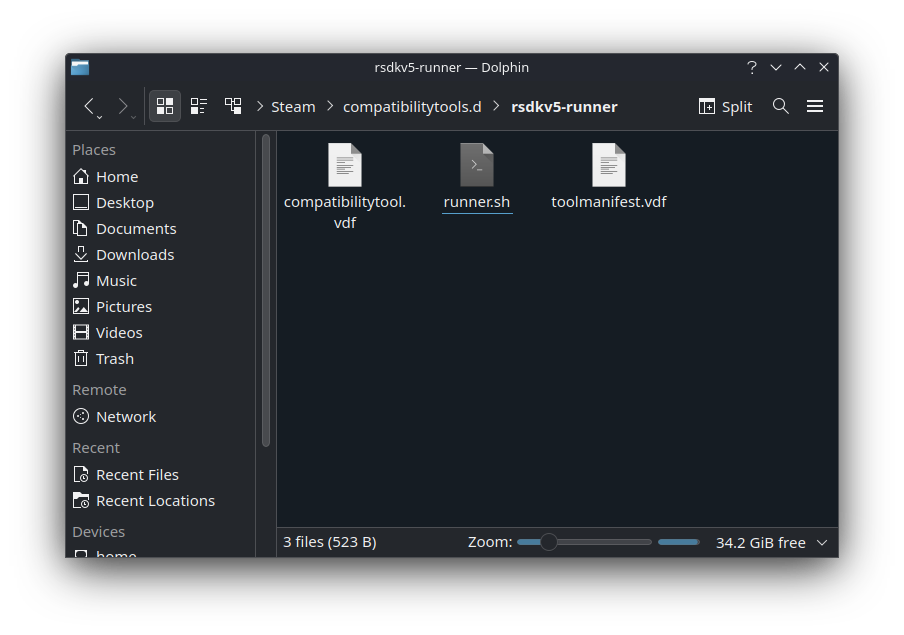 rsdkv5-runner — Dolphin
Steam
compatibilitytools.d
rsdkv5-runner
Split
Places
Home
Desktop
Documents
Downloads
Music
Pictures
Videos
Trash
Remote
Network
Recent
Recent Files
Recent Locations
Devices
home
compatibilitytool.
vdf
runner.sh
toolmanifest.vdf
3 files (523 B)
Zoom:
34.2 GiB free